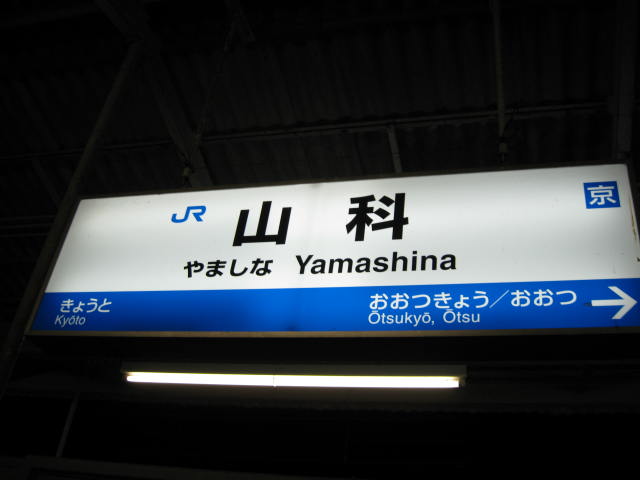 JR 山科 京
やましな Yamashina
きょうと おおつきょう／おおつ →
Kyōto Ōtsukyō, Ōtsu